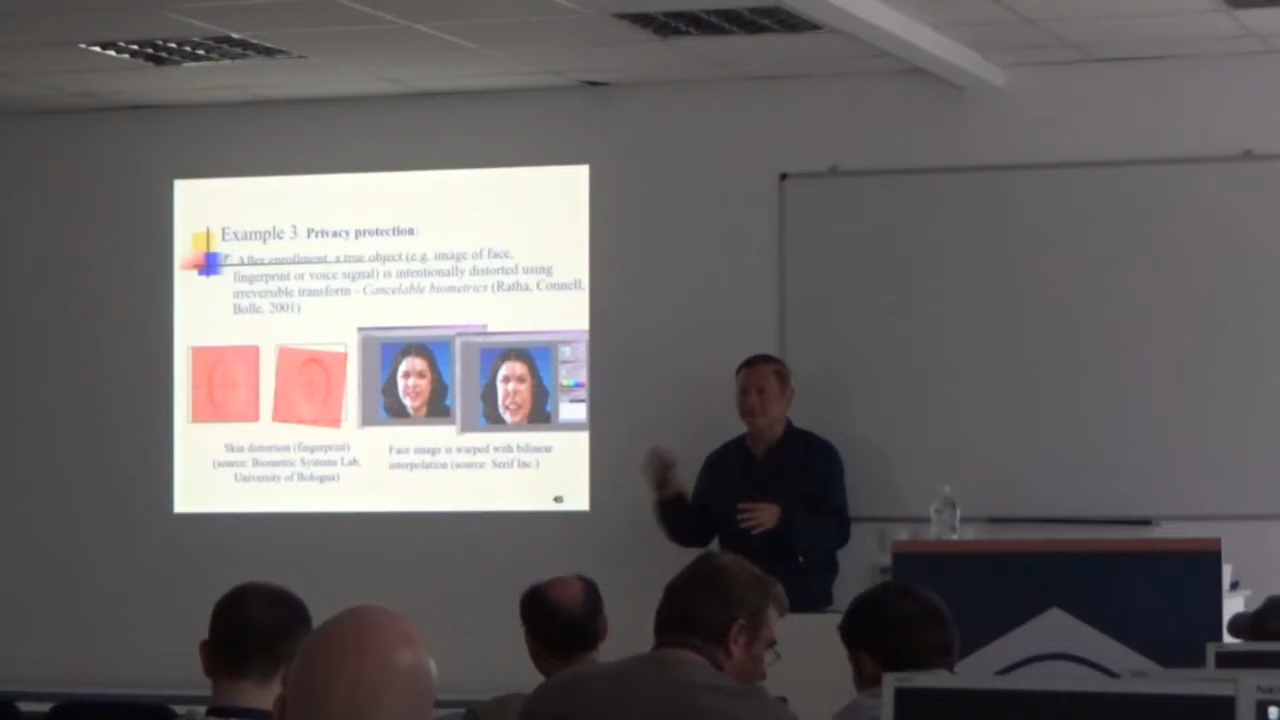 Example 3 Privacy protection:
After enrollment, a true object (e.g. image of face,
fingerprint or voice signal) is intentionally distorted using
irreversible transform - Cancelable biometrics (Ratha, Connell,
Bolle, 2001)
Skin distortion (fingerprint)
(source: Biometric Systems Lab,
University of Bologna)
Face image is warped with bilinear
interpolation (source: Serif Inc.)
45